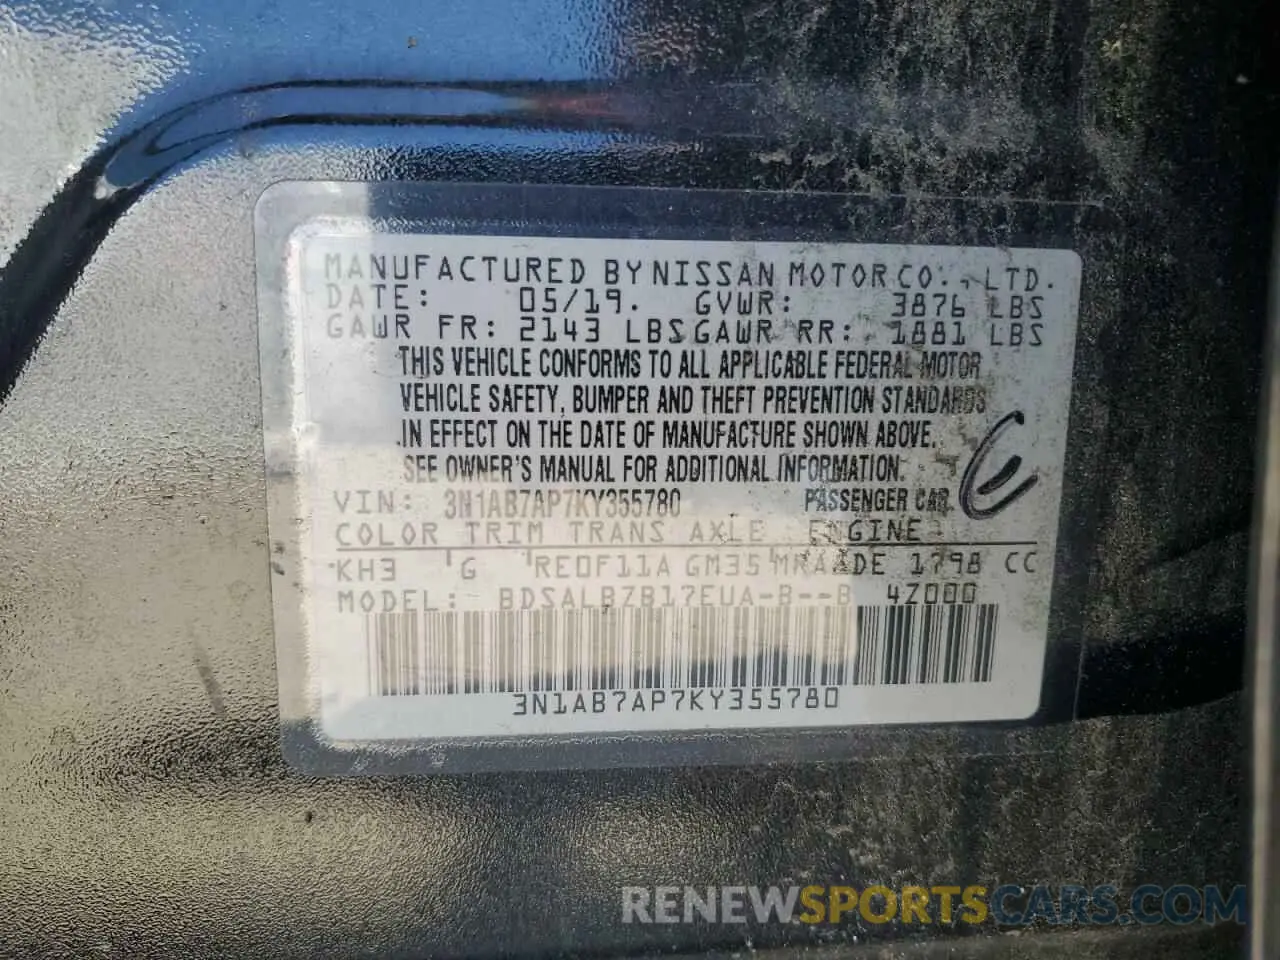 MANUFACTURED BY NISSAN MOTOR CO., LTD.
DATE: 05/19. GVWR: 3876 LBS
GAWR FR: 2143 LBS GAWR RR: 1881 LBS
THIS VEHICLE CONFORMS TO ALL APPLICABLE FEDERAL MOTOR
VEHICLE SAFETY, BUMPER AND THEFT PREVENTION STANDARDS
IN EFFECT ON THE DATE OF MANUFACTURE SHOWN ABOVE.
SEE OWNER'S MANUAL FOR ADDITIONAL INFORMATION.
VIN: 3N1AB7AP7KY355780 PASSENGER CAR
COLOR TRIM TRANS AXLE ENGINE
KH3 G RE0F11A GM35 1798 CC
MODEL: BDSALBZB17EUA-B--B 4Z000
3N1AB7AP7KY355780
RENEWSPORTSCARS.COM